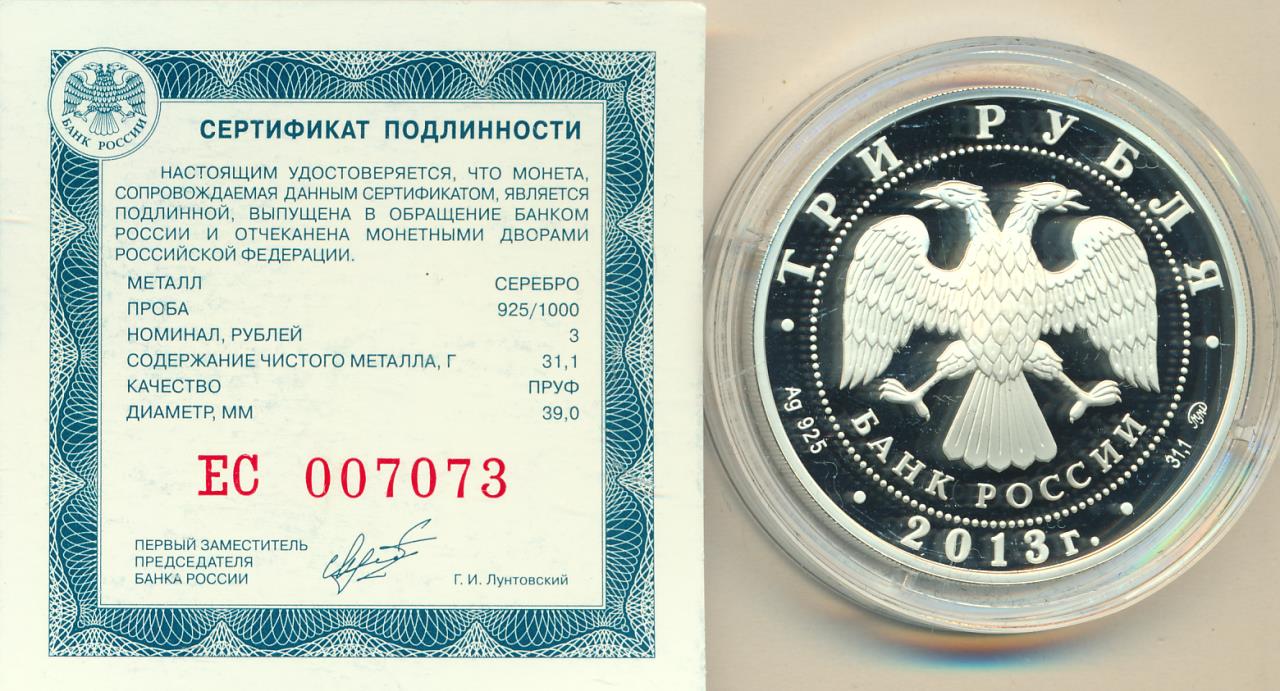 БАНК РОССИИ
СЕРТИФИКАТ ПОДЛИННОСТИ
НАСТОЯЩИМ УДОСТОВЕРЯЕТСЯ, ЧТО МОНЕТА,
СОПРОВОЖДАЕМАЯ ДАННЫМ СЕРТИФИКАТОМ, ЯВЛЯЕТСЯ
ПОДЛИННОЙ, ВЫПУЩЕНА В ОБРАЩЕНИЕ БАНКОМ
РОССИИ И ОТЧЕКАНЕНА МОНЕТНЫМИ ДВОРАМИ
РОССИЙСКОЙ ФЕДЕРАЦИИ.
МЕТАЛЛ СЕРЕБРО
ПРОБА 925/1000
НОМИНАЛ, РУБЛЕЙ 3
СОДЕРЖАНИЕ ЧИСТОГО МЕТАЛЛА, Г 31,1
КАЧЕСТВО ПРУФ
ДИАМЕТР, ММ 39,0
ЕС 007073
ПЕРВЫЙ ЗАМЕСТИТЕЛЬ
ПРЕДСЕДАТЕЛЯ
БАНКА РОССИИ
Г. И. Лунтовский
ТРИ РУБЛЯ
БАНК РОССИИ
Ag 925
31,1
ММД
2013 г.